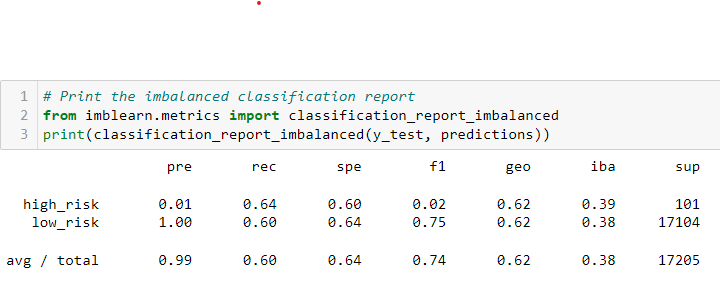 1 # Print the imbalanced classification report
2 from imblearn.metrics import classification_report_imbalanced
3 print(classification_report_imbalanced(y_test, predictions))
pre rec spe f1 geo iba sup
high_risk 0.01 0.64 0.60 0.02 0.62 0.39 101
low_risk 1.00 0.60 0.64 0.75 0.62 0.38 17104
avg / total 0.99 0.60 0.64 0.74 0.62 0.38 17205